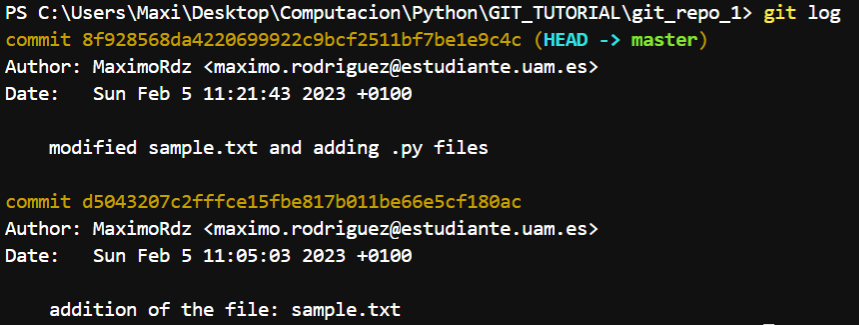 PS C:\Users\Maxi\Desktop\Computacion\Python\GIT_TUTORIAL\git_repo_1> git log
commit 8f928568da4220699922c9bcf2511bf7be1e9c4c (HEAD -> master)
Author: MaximoRdz <maximo.rodriguez@estudiante.uam.es>
Date:   Sun Feb 5 11:21:43 2023 +0100
    modified sample.txt and adding .py files
commit d5043207c2fffce15fbe817b011be66e5cf180ac
Author: MaximoRdz <maximo.rodriguez@estudiante.uam.es>
Date:   Sun Feb 5 11:05:03 2023 +0100
    addition of the file: sample.txt